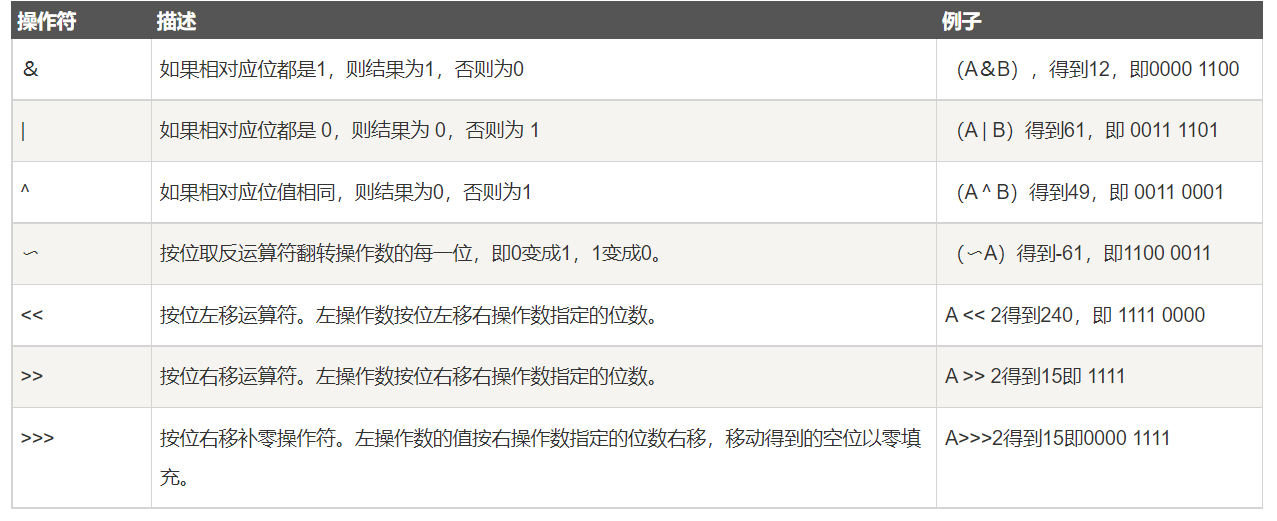 操作符 描述 例子
& 如果相对应位都是1，则结果为1，否则为0 （A&B），得到12，即0000 1100
| 如果相对应位都是 0，则结果为 0，否则为 1 （A | B）得到61，即 0011 1101
^ 如果相对应位值相同，则结果为0，否则为1 （A ^ B）得到49，即 0011 0001
〜 按位取反运算符翻转操作数的每一位，即0变成1，1变成0。 （〜A）得到-61，即1100 0011
<< 按位左移运算符。左操作数按位左移右操作数指定的位数。 A << 2得到240，即 1111 0000
>> 按位右移运算符。左操作数按位右移右操作数指定的位数。 A >> 2得到15即 1111
>>> 按位右移补零操作符。左操作数的值按右操作数指定的位数右移，移动得到的空位以零填 A>>>2得到15即0000 1111
充。